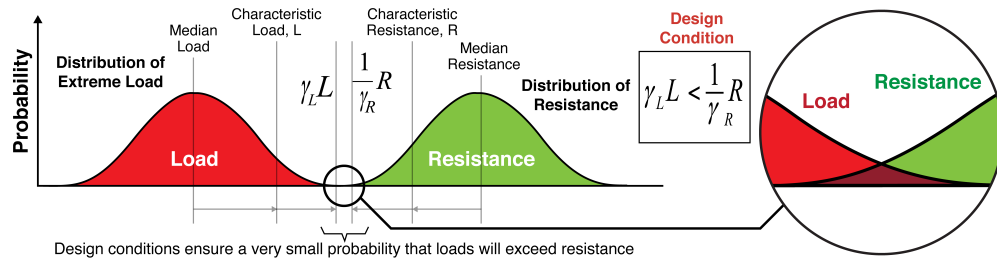 Probability
Distribution of
Extreme Load
Median
Load
Characteristic
Load, L
Characteristic
Resistance, R
Median
Resistance
γ_L L
1/γ_R R
Distribution of
Resistance
Load
Resistance
Design
Condition
γ_L L < 1/γ_R R
Load
Resistance
Design conditions ensure a very small probability that loads will exceed resistance